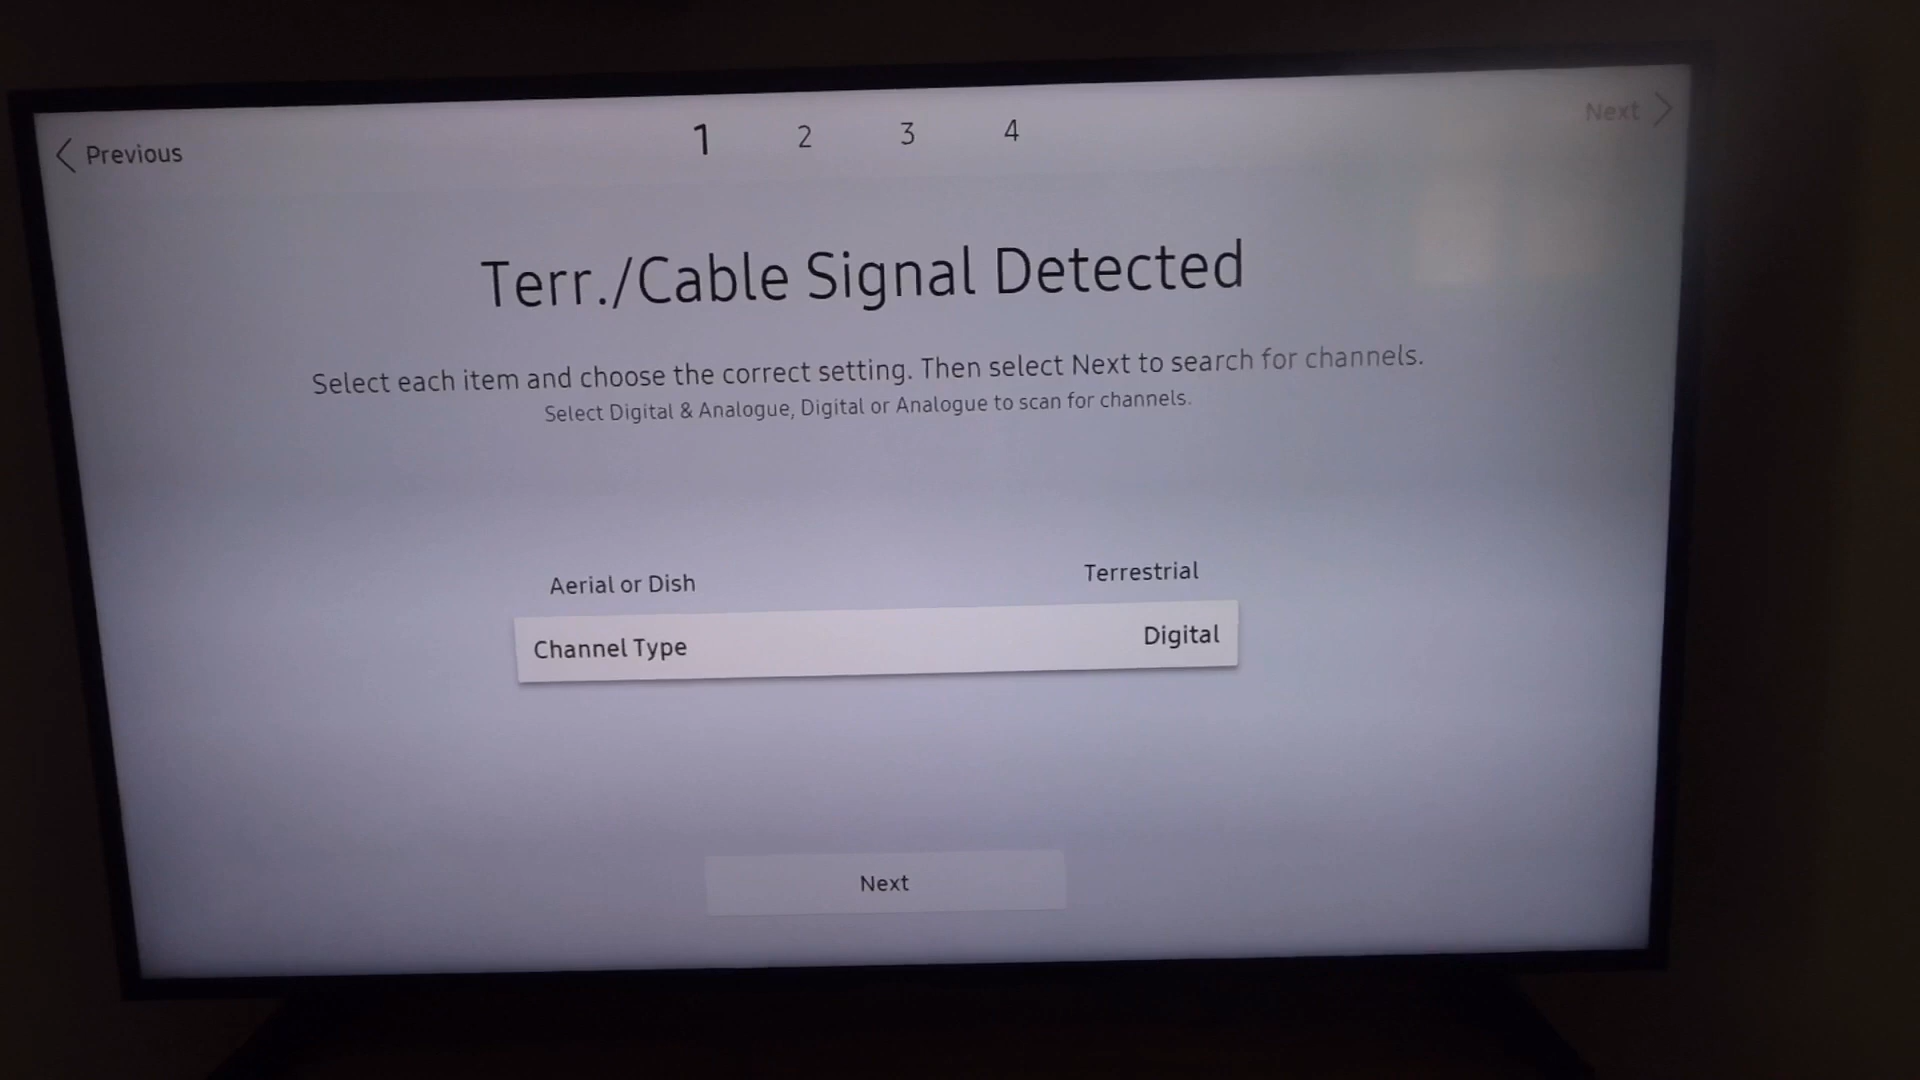 Previous
1 2 3 4
Next
Terr./Cable Signal Detected
Select each item and choose the correct setting. Then select Next to search for channels.
Select Digital & Analogue, Digital or Analogue to scan for channels.
Aerial or Dish Terrestrial
Channel Type Digital
Next